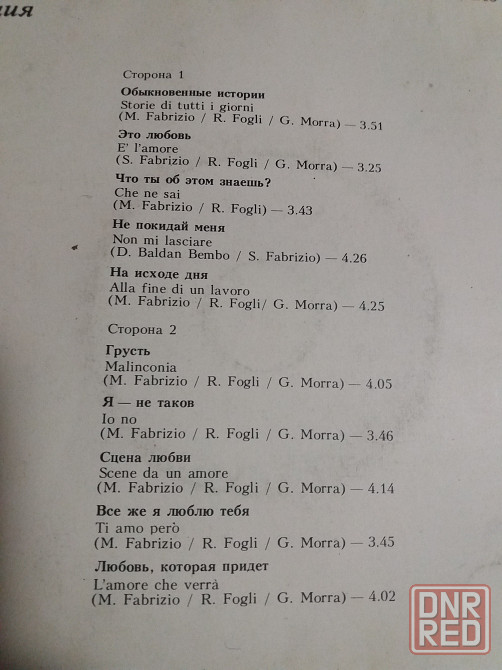 ция
Сторона 1
Обыкновенные истории
Storie di tutti i giorni
(M. Fabrizio / R. Fogli / G. Morra) — 3.51
Это любовь
E' l'amore
(S. Fabrizio / R. Fogli / G. Morra) — 3.25
Что ты об этом знаешь?
Che ne sai
(M. Fabrizio / R. Fogli) — 3.43
Не покидай меня
Non mi lasciare
(D. Baldan Bembo / S. Fabrizio) — 4.26
На исходе дня
Alla fine di un lavoro
(M. Fabrizio / R. Fogli/ G. Morra) — 4.25
Сторона 2
Грусть
Malinconia
(M. Fabrizio / R. Fogli / G. Morra) — 4.05
Я — не таков
Io no
(M. Fabrizio / R. Fogli / G. Morra) — 3.46
Сцена любви
Scene da un amore
(M. Fabrizio / R. Fogli / G. Morra) — 4.14
Все же я люблю тебя
Ti amo però
(M. Fabrizio / R. Fogli / G. Morra) — 3.45
Любовь, которая придет
L'amore che verrà
(M. Fabrizio / R. Fogli / G. Morra) — 4.02
DNR
RED